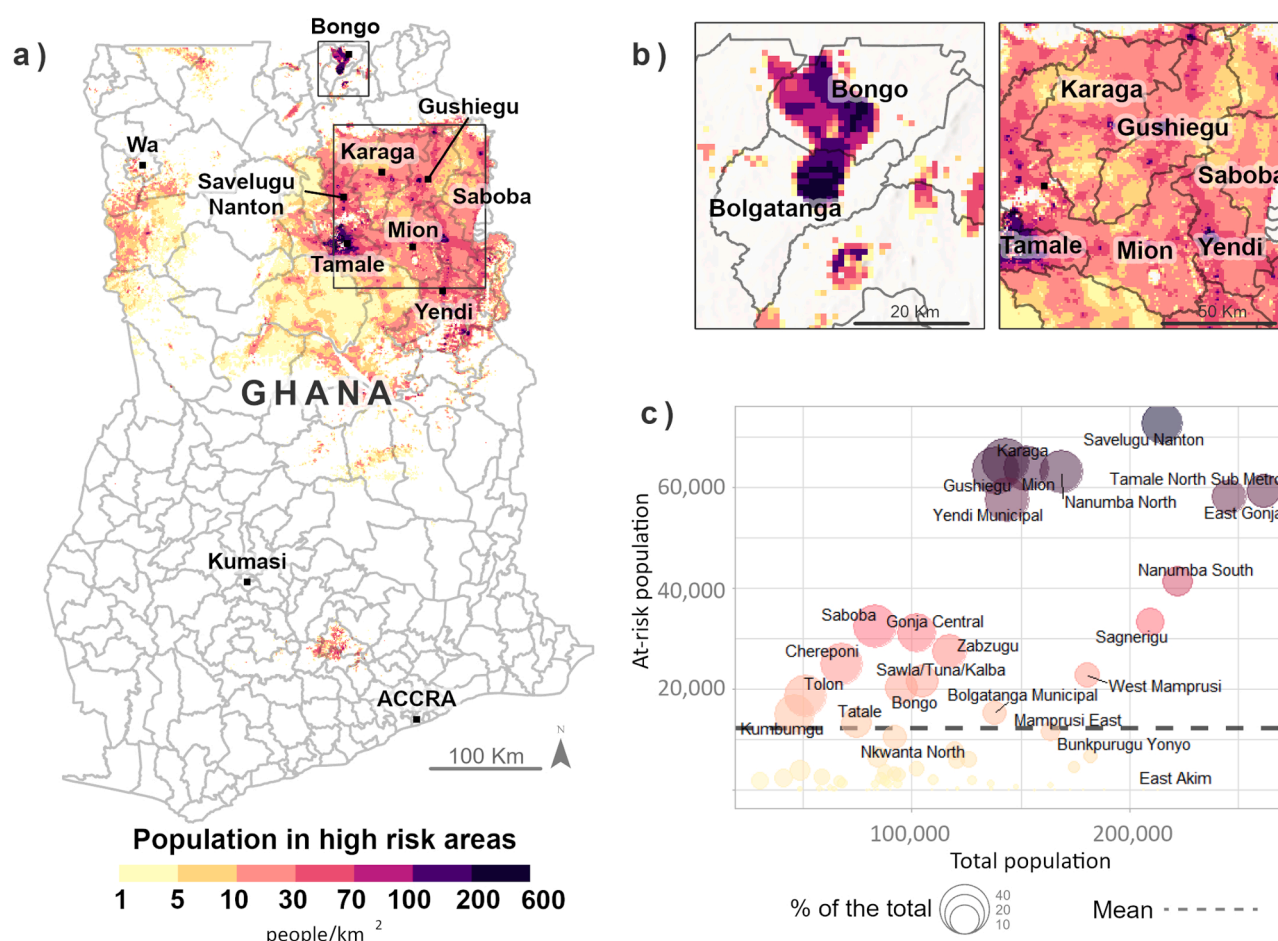 a)
Bongo
Gushiegu
Wa
Karaga
Savelugu
Nanton
Saboba
Mion
Tamale
Yendi
GHANA
Kumasi
ACCRA
N
100 Km
Population in high risk areas
1 5 10 30 70 100 200 600
people/km 2
b)
Bongo
Bolgatanga
20 Km
Karaga
Gushiegu
Saboba
Tamale
Mion
Yendi
50 Km
c)
At-risk population
60,000
40,000
20,000
Savelugu Nanton
Karaga
Tamale North Sub Metro
Gushiegu
Mion
Nanumba North
East Gonja
Yendi Municipal
Nanumba South
Saboba
Gonja Central
Sagnerigu
Chereponi
Zabzugu
Sawla/Tuna/Kalba
Tolon
West Mamprusi
Bongo
Bolgatanga Municipal
Tatale
Mamprusi East
Kumbumgu
Nkwanta North
Bunkpurugu Yonyo
East Akim
100,000
200,000
Total population
% of the total
40
20
10
Mean